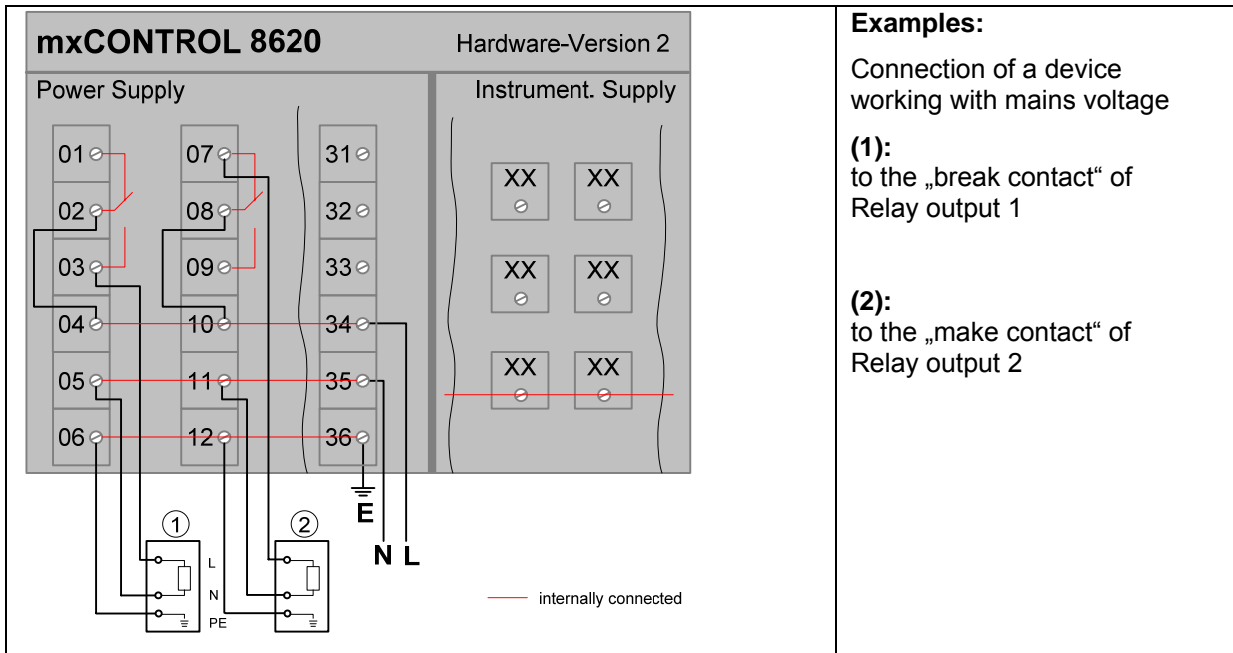 mxCONTROL 8620 Hardware-Version 2
Power Supply Instrument. Supply
01 07 31
02 08 32
03 09 33
04 10 34
05 11 35
06 12 36
XX XX
XX XX
XX XX
E
N L
1 2
L
N
PE
internally connected
Examples:
Connection of a device
working with mains voltage
(1):
to the „break contact“ of
Relay output 1
(2):
to the „make contact“ of
Relay output 2